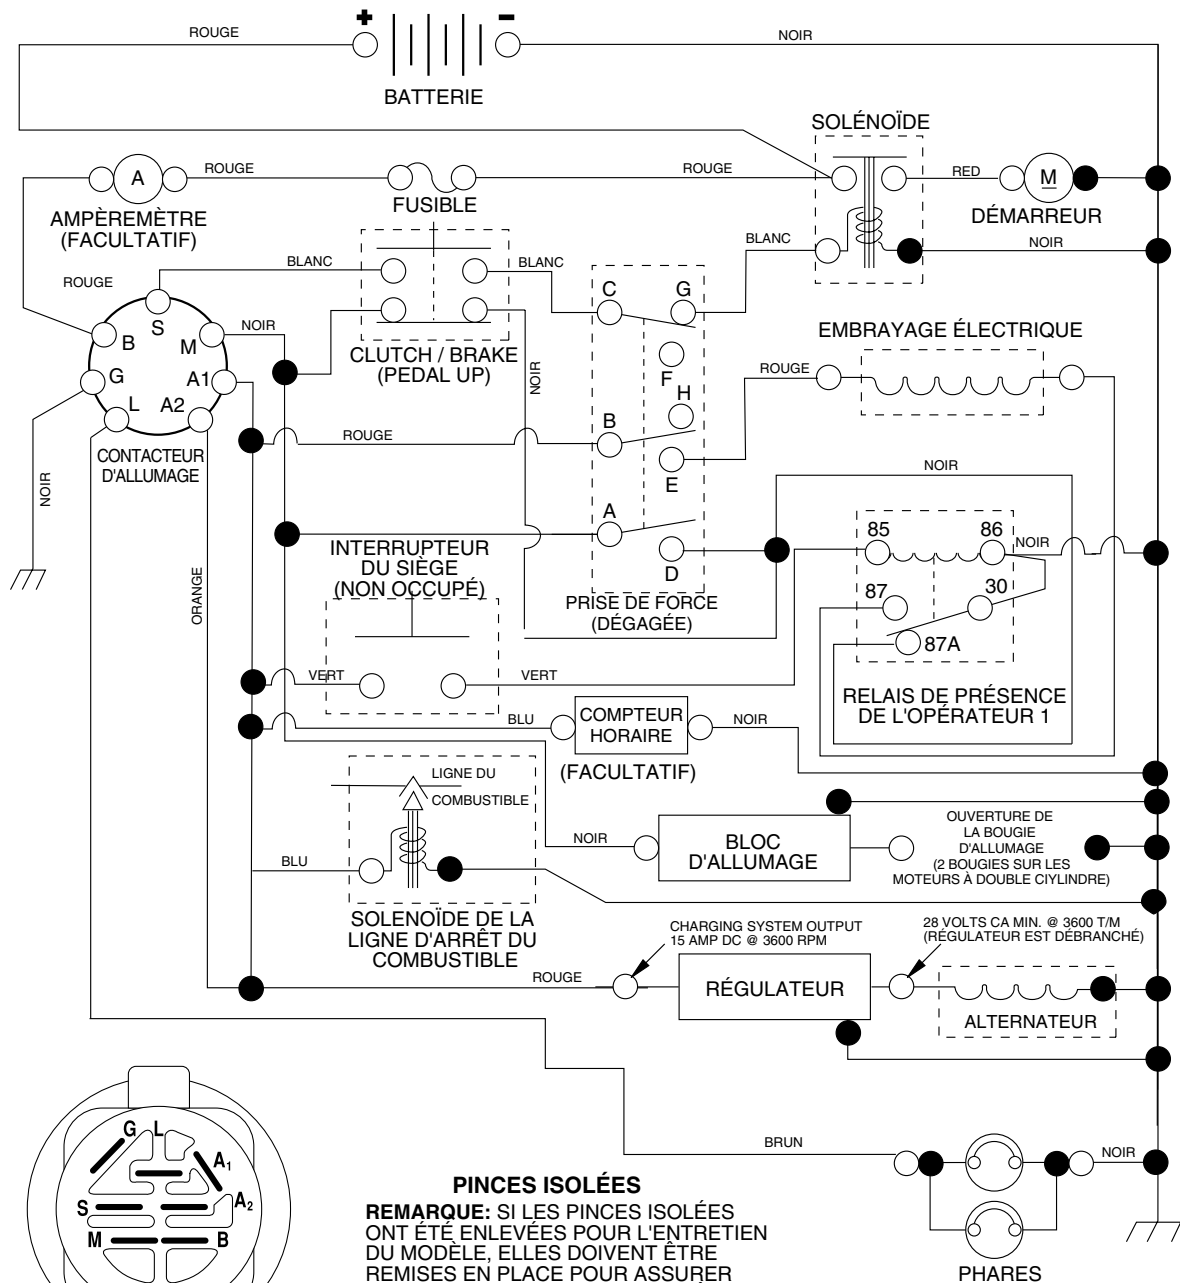 + -
ROUGE
NOIR
BATTERIE
SOLÉNOÏDE
A
ROUGE
ROUGE
RED
M
FUSIBLE
AMPÈREMÈTRE
(FACULTATIF)
DÉMARREUR
BLANC
BLANC
BLANC
NOIR
ROUGE
C
G
S
B
M
NOIR
EMBRAYAGE ÉLECTRIQUE
CLUTCH / BRAKE
(PEDAL UP)
NOIR
F
ROUGE
G
A1
H
L
A2
B
ROUGE
CONTACTEUR
D'ALLUMAGE
NOIR
E
NOIR
A
85
86
NOIR
INTERRUPTEUR
DU SIÈGE
(NON OCCUPÉ)
D
ORANGE
87
30
PRISE DE FORCE
(DÉGAGÉE)
87A
VERT
VERT
RELAIS DE PRÉSENCE
DE L'OPÉRATEUR 1
BLU
COMPTEUR
HORAIRE
NOIR
(FACULTATIF)
LIGNE DU
COMBUSTIBLE
NOIR
BLOC
D'ALLUMAGE
OUVERTURE DE
LA BOUGIE
D'ALLUMAGE
(2 BOUGIES SUR LES
MOTEURS À DOUBLE CIYLINDRE)
BLU
SOLENOÏDE DE LA
LIGNE D'ARRÊT DU
COMBUSTIBLE
CHARGING SYSTEM OUTPUT
15 AMP DC @ 3600 RPM
28 VOLTS CA MIN. @ 3600 T/M
(RÉGULATEUR EST DÉBRANCHÉ)
ROUGE
RÉGULATEUR
ALTERNATEUR
G L
A1
A2
S
M
B
BRUN
NOIR
PHARES
PINCES ISOLÉES
REMARQUE: SI LES PINCES ISOLÉES
ONT ÉTÉ ENLEVÉES POUR L'ENTRETIEN
DU MODÈLE, ELLES DOIVENT ÊTRE
REMISES EN PLACE POUR ASSURER